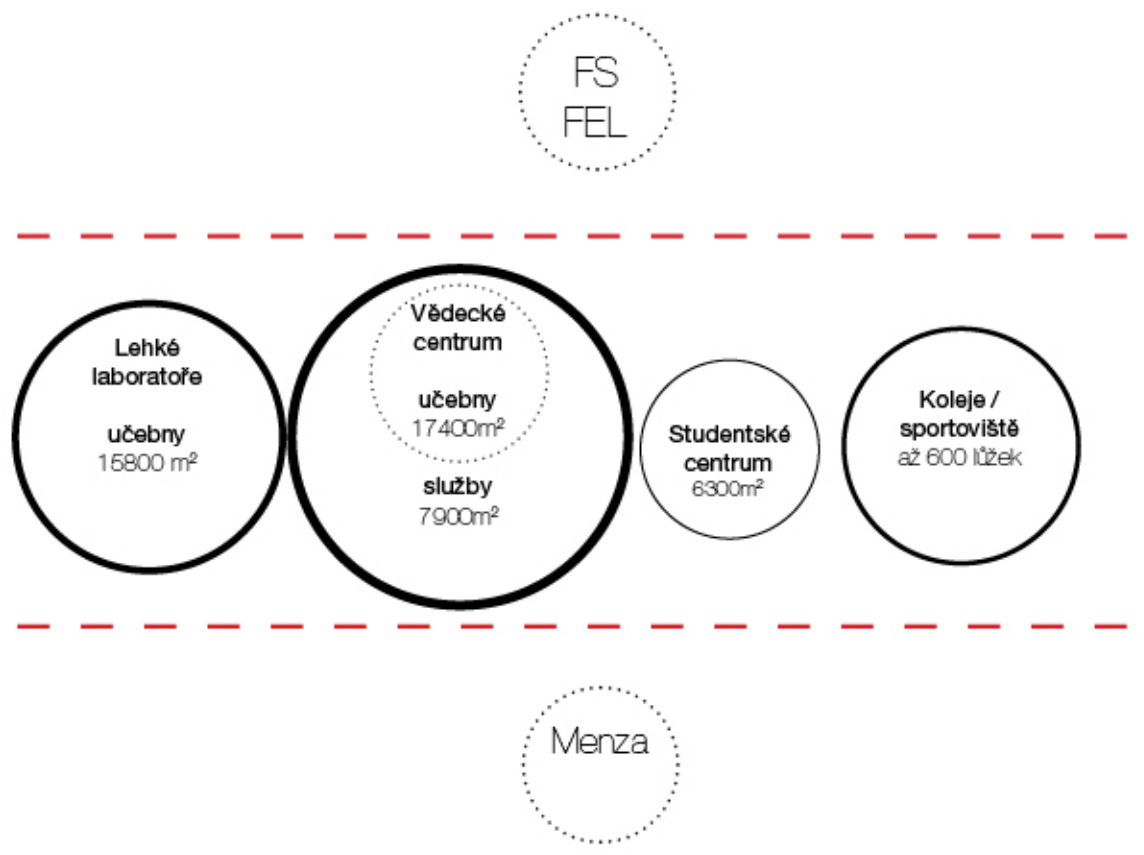 FS
FEL
Lehké
laboratoře
učebny
15800 m²
Vědecké
centrum
učebny
17400m²
služby
7900m²
Studentské
centrum
6300m²
Koleje /
sportoviště
až 600 lůžek
Menza